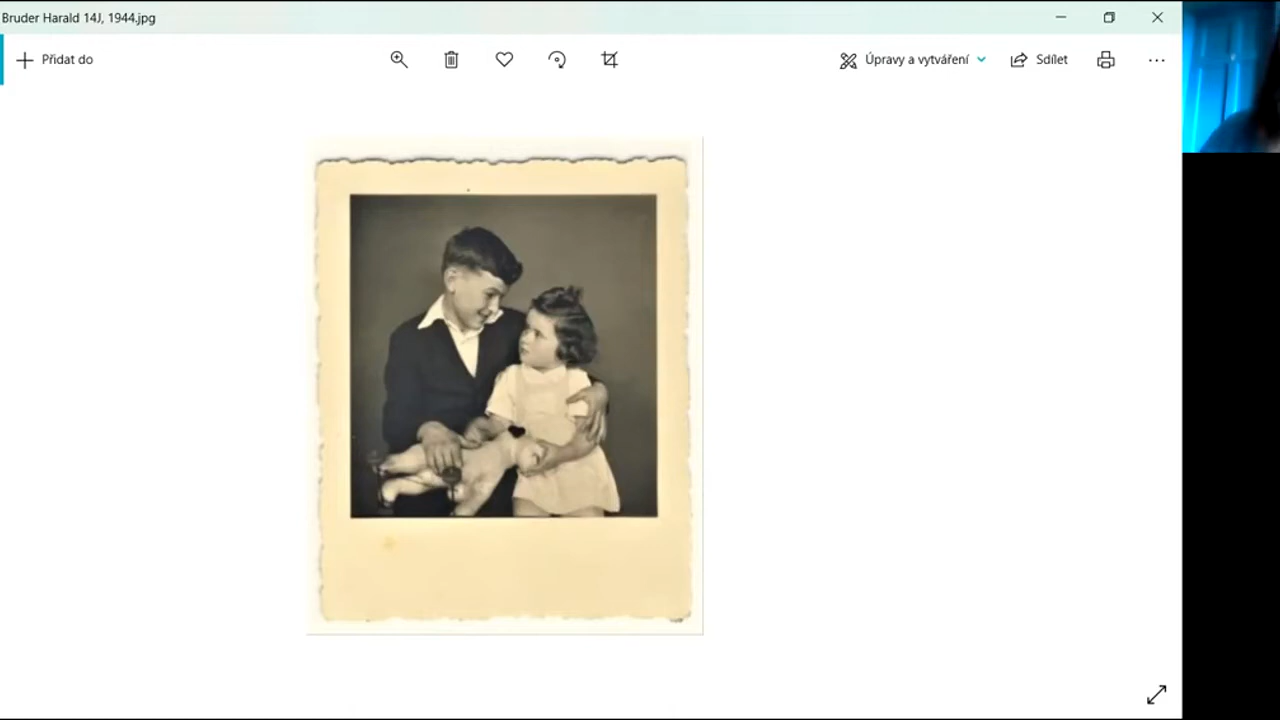 Bruder Harald 14J, 1944.jpg
Přidat do
Úpravy a vytváření
Sdílet